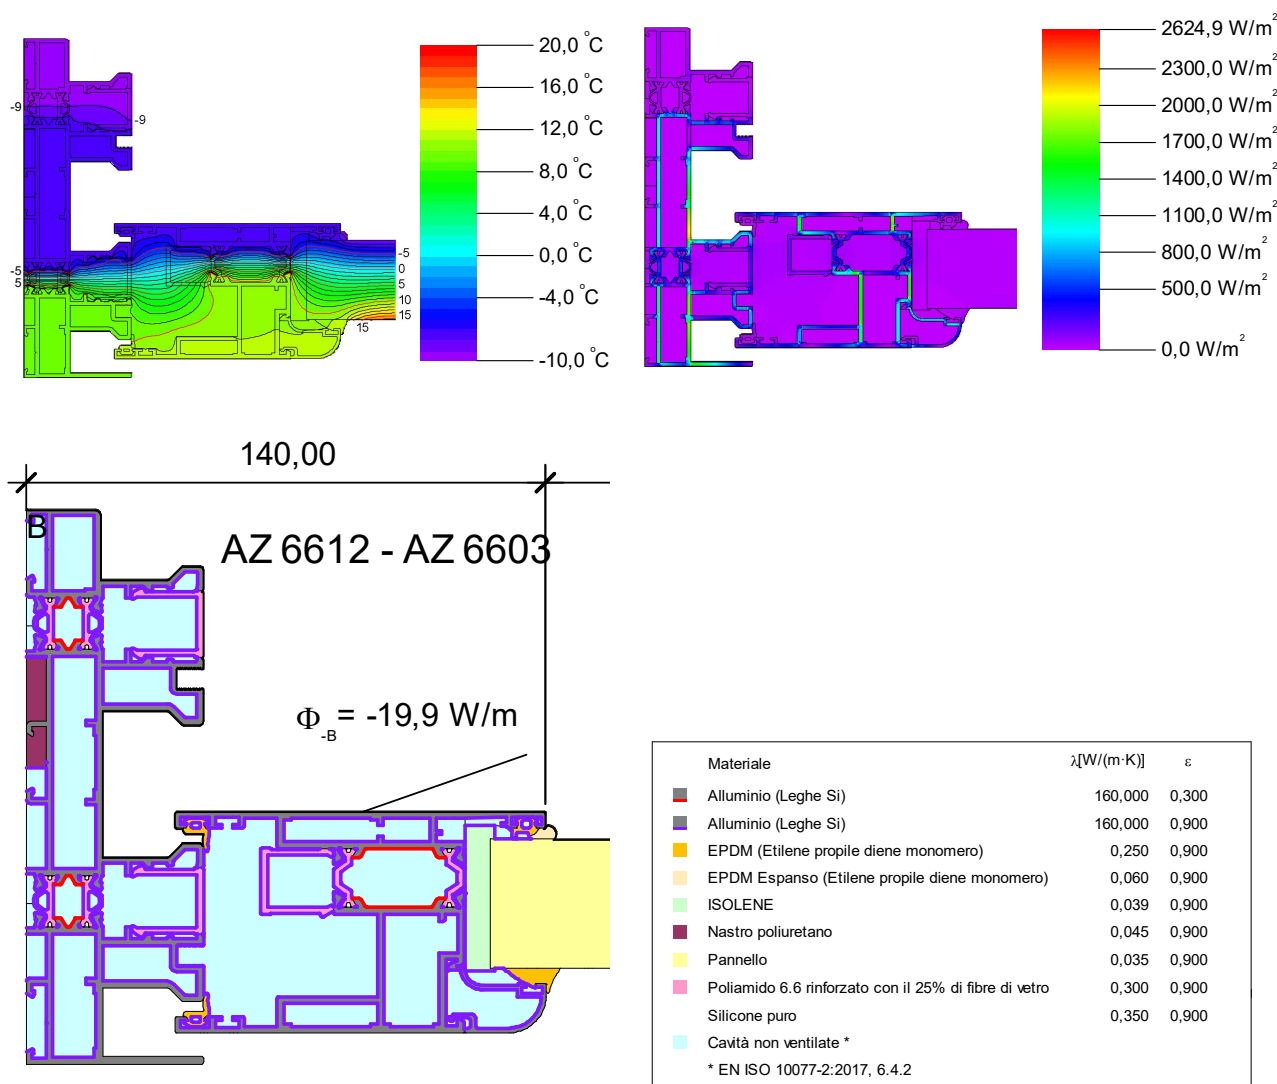 20,0 °C
16,0 °C
12,0 °C
8,0 °C
4,0 °C
0,0 °C
-4,0 °C
-8,0 °C
-10,0 °C
-9
-9
-5
5
-5
0
5
10
15
15
2624,9 W/m²
2300,0 W/m²
2000,0 W/m²
1700,0 W/m²
1400,0 W/m²
1100,0 W/m²
800,0 W/m²
500,0 W/m²
0,0 W/m²
140,00
B
AZ 6612 - AZ 6603
Φ-B = -19,9 W/m
Materiale λ[W/(m·K)] ε
Alluminio (Leghe Si) 160,000 0,300
Alluminio (Leghe Si) 160,000 0,900
EPDM (Etilene propile diene monomero) 0,250 0,900
EPDM Espanso (Etilene propile diene monomero) 0,060 0,900
ISOLENE 0,039 0,900
Nastro poliuretano 0,045 0,900
Pannello 0,035 0,900
Poliamido 6.6 rinforzato con il 25% di fibre di vetro 0,300 0,900
Silicone puro 0,350 0,900
Cavità non ventilate *
* EN ISO 10077-2:2017, 6.4.2